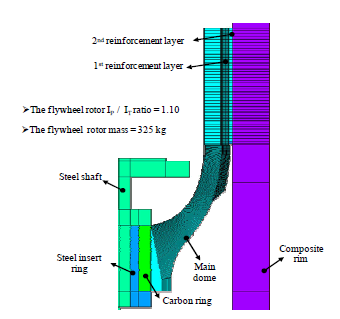 2nd reinforcement layer
1st reinforcement layer
➢The flywheel rotor Ip / IT ratio = 1.10
➢The flywheel rotor mass = 325 kg
Steel shaft
Steel insert
ring
Carbon ring
Main
dome
Composite
rim